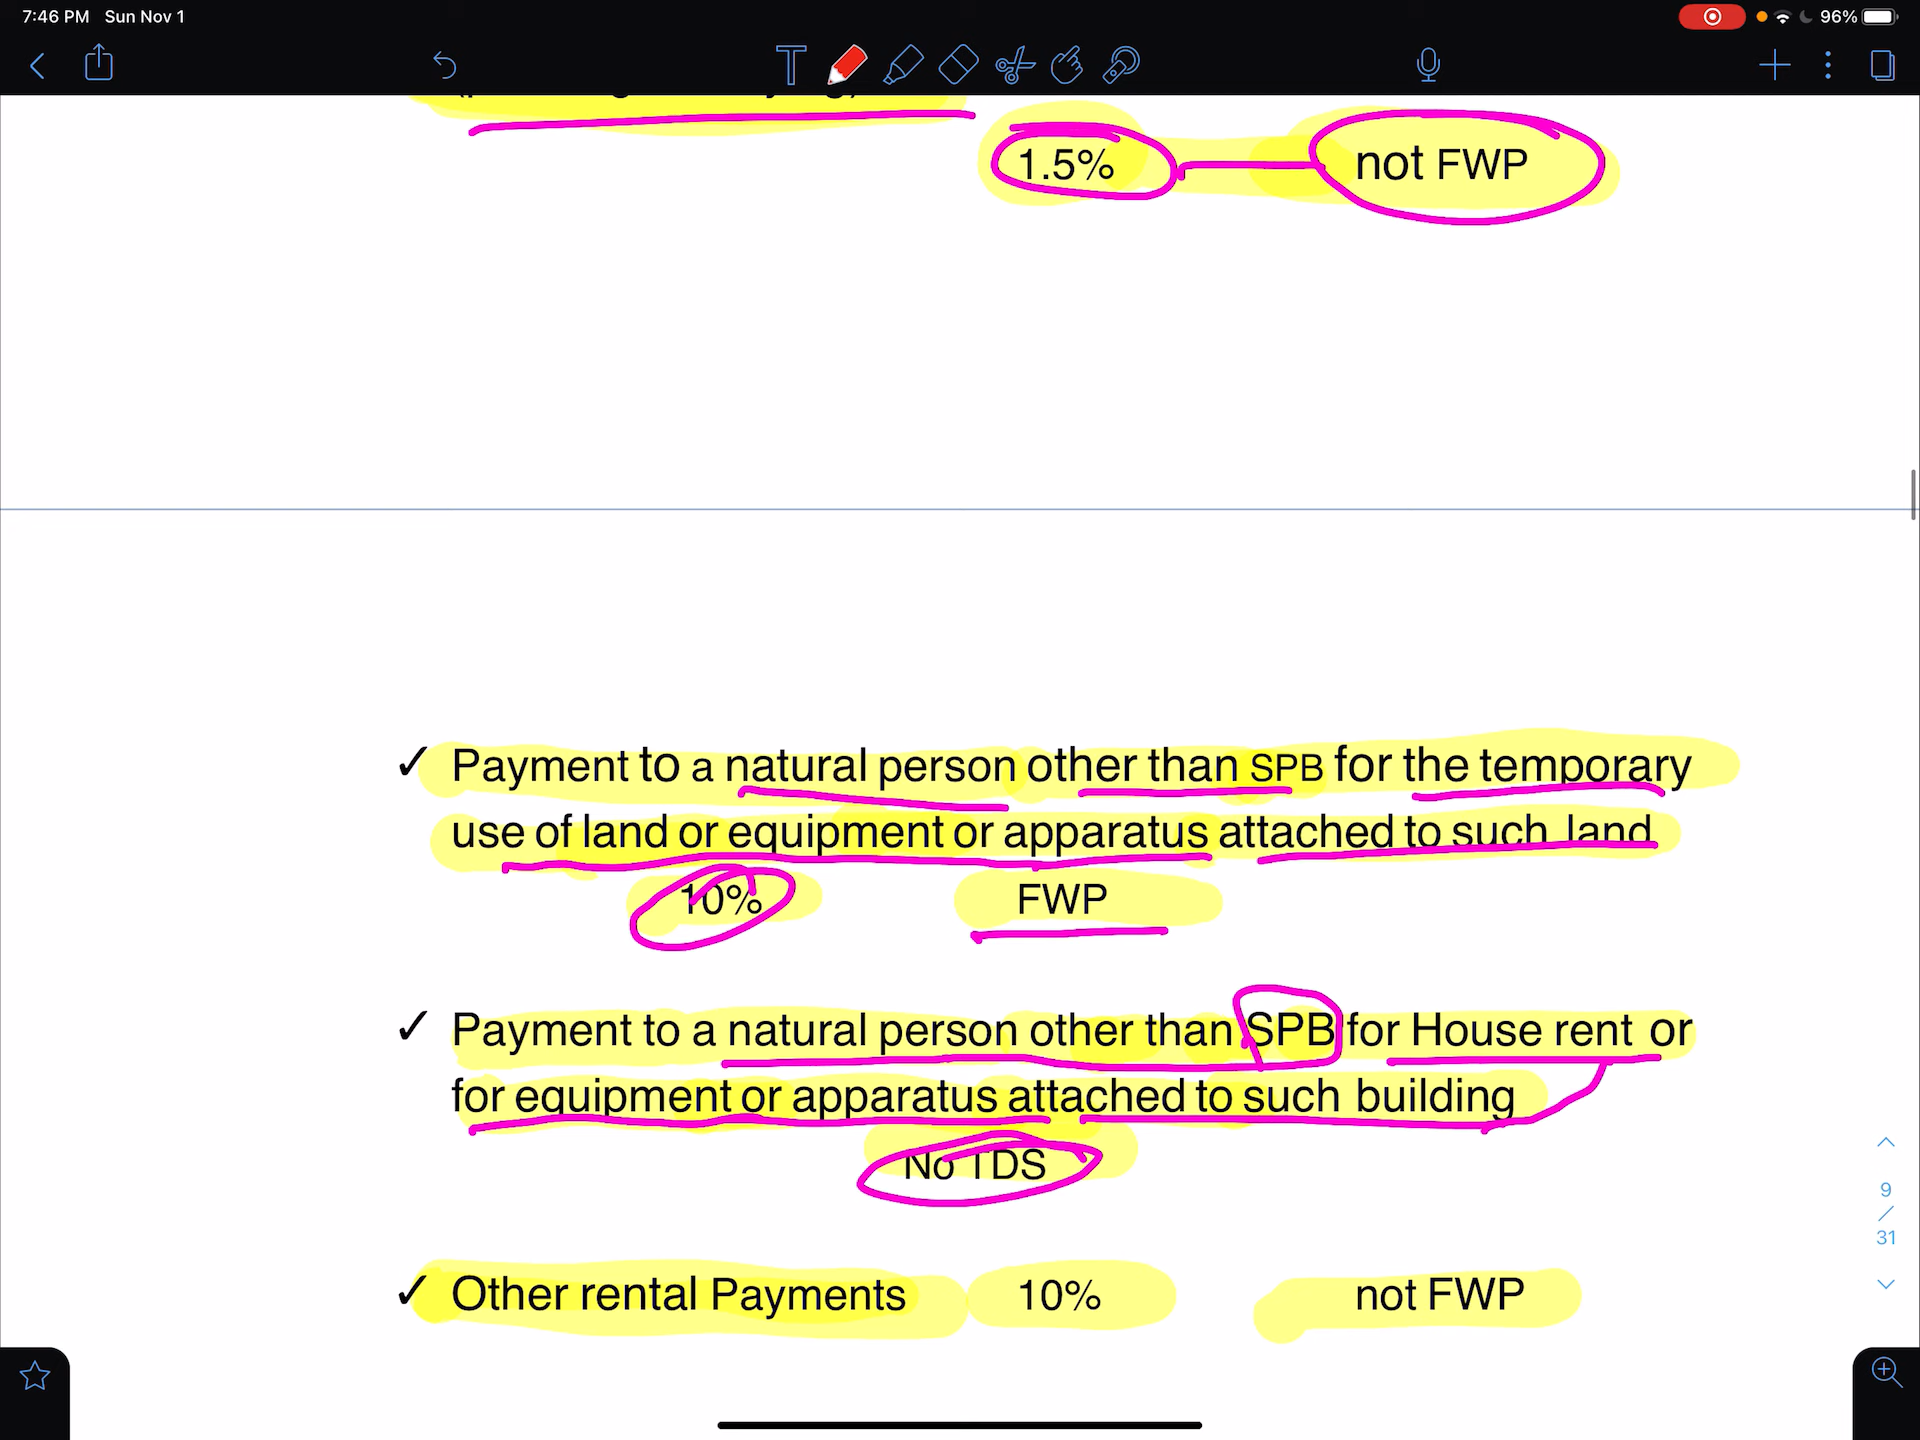 7:46 PM Sun Nov 1
96%
1.5% not FWP
✓ Payment to a natural person other than SPB for the temporary
use of land or equipment or apparatus attached to such land
10% FWP
✓ Payment to a natural person other than SPB for House rent or
for equipment or apparatus attached to such building
No TDS
9
/
31
✓ Other rental Payments 10% not FWP